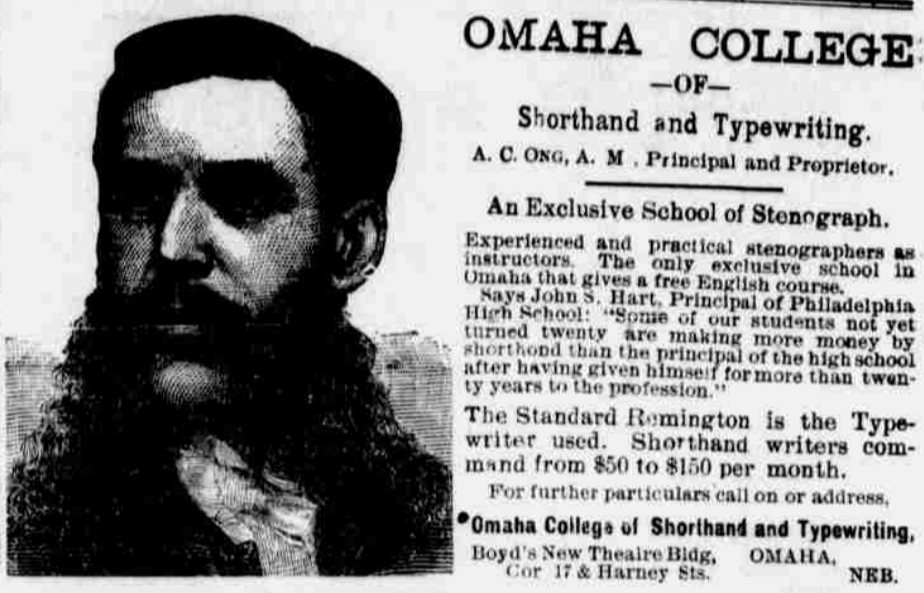 OMAHA COLLEGE
—OF—
Shorthand and Typewriting.
A. C. ONG, A. M. Principal and Proprietor.
An Exclusive School of Stenograph.
Experienced and practical stenographers as
instructors. The only exclusive school in
Omaha that gives a free English course.
Says John S. Hart, Principal of Philadelphia
High School: "Some of our students not yet
turned twenty are making more money by
shorthond than the principal of the high school
after having given himself for more than twen-
ty years to the profession."
The Standard Remington is the Type-
writer used. Shorthand writers com-
mand from $50 to $150 per month.
For further particulars call on or address,
Omaha College of Shorthand and Typewriting,
Boyd's New Theatre Bldg, OMAHA,
Cor 17 & Harney Sts. NEB.